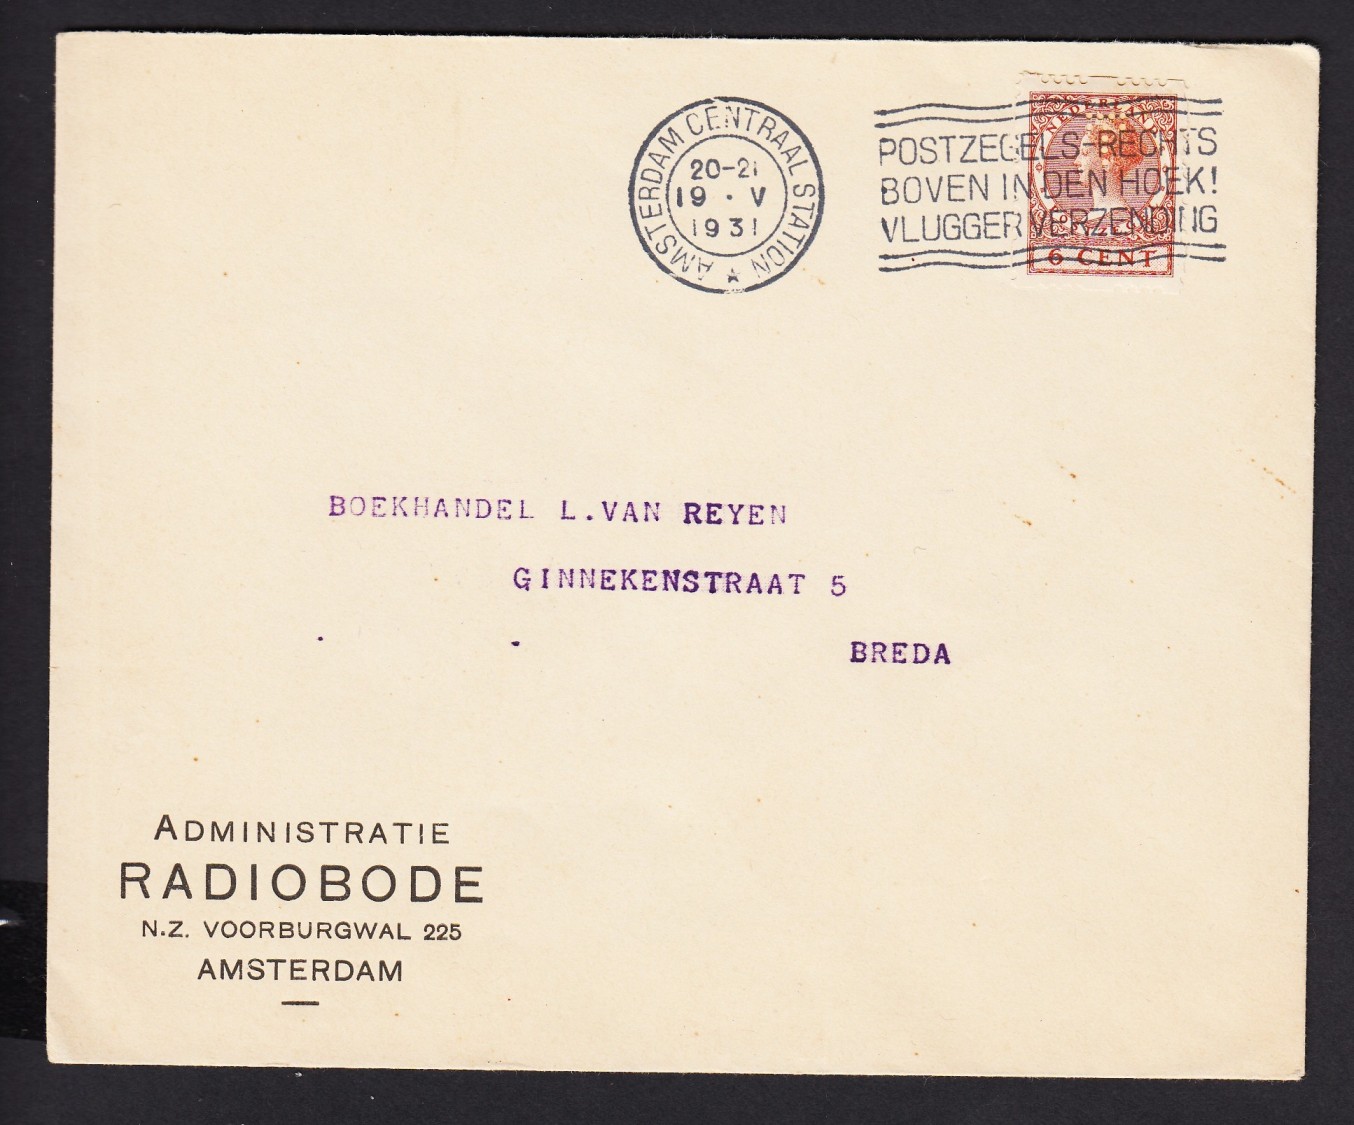 AMSTERDAM CENTRAAL STATION
20-21
19 · V
1931
POSTZEGELS-RECHTS
BOVEN IN DEN HOEK!
VLUGGER VERZENDING
NEDERLAND
6 CENT
BOEKHANDEL L.VAN REYEN
GINNEKENSTRAAT 5
BREDA
ADMINISTRATIE
RADIOBODE
N.Z. VOORBURGWAL 225
AMSTERDAM